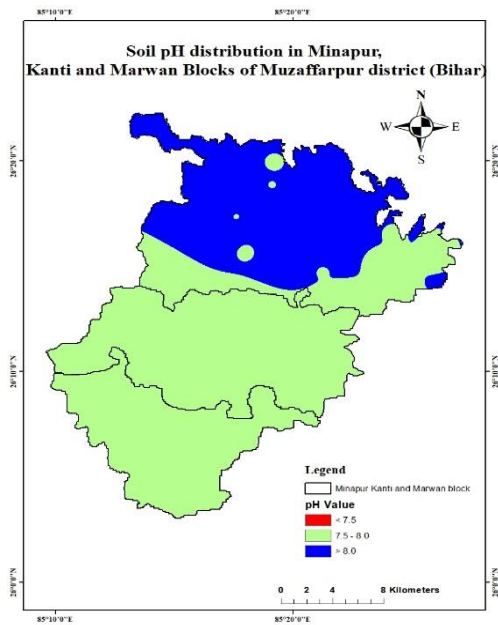 85°10'0"E
85°20'0"E
Soil pH distribution in Minapur,
Kanti and Marwan Blocks of Muzaffarpur district (Bihar)
N
W
E
S
26°20'0"N
26°20'0"N
26°10'0"N
26°10'0"N
26°0'0"N
26°0'0"N
Legend
Minapur Kanti and Marwan block
pH Value
< 7.5
7.5 - 8.0
> 8.0
0 2 4 8 Kilometers
85°10'0"E
85°20'0"E